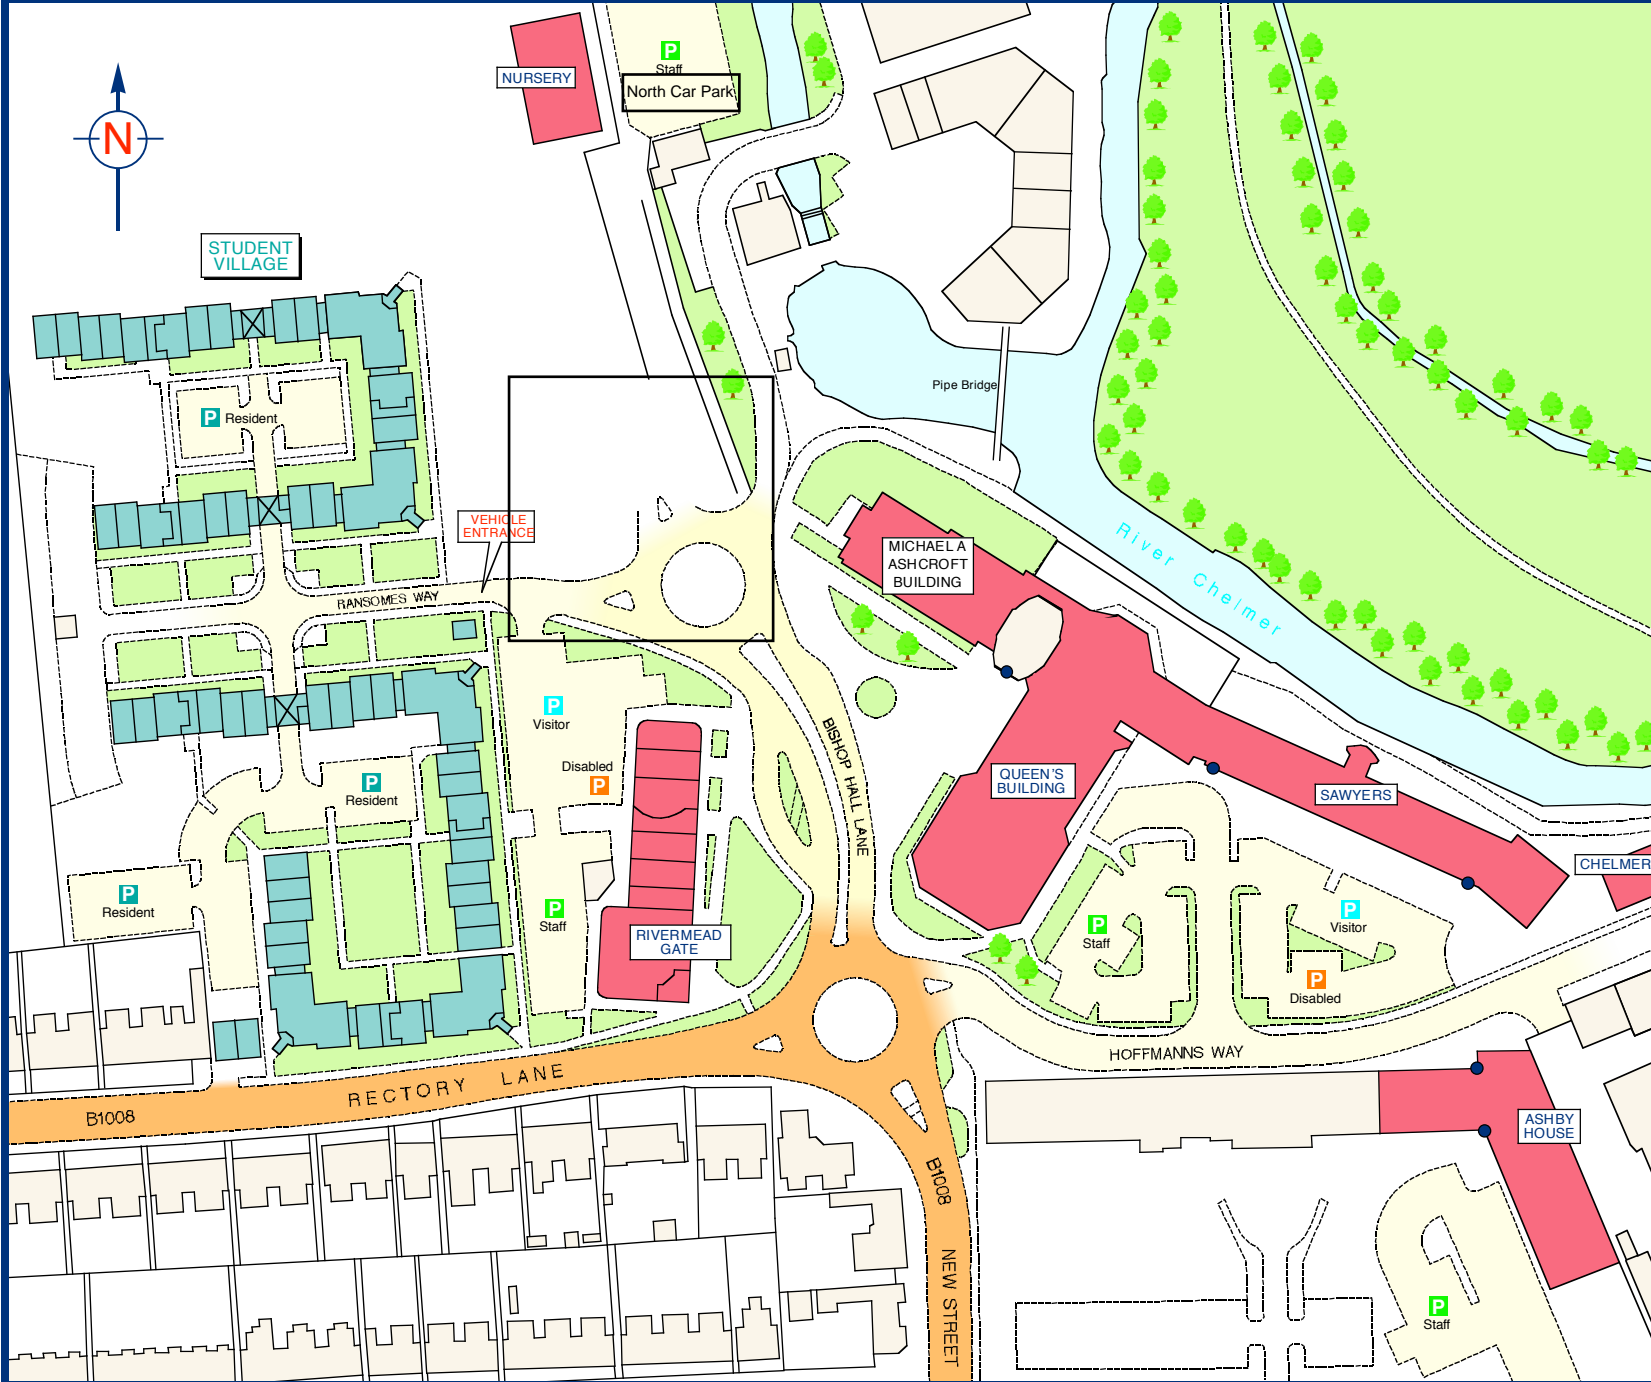 P
Staff
North Car Park
NURSERY
N
STUDENT
VILLAGE
P Resident
Pipe Bridge
VEHICLE
ENTRANCE
RANSOMES WAY
MICHAEL A
ASHCROFT
BUILDING
River Chelmer
P
Visitor
Disabled
P
P
Resident
BISHOP HALL LANE
QUEEN'S
BUILDING
SAWYERS
CHELMER
P
Resident
P
Staff
RIVERMEAD
GATE
P
Staff
P
Visitor
P
Disabled
HOFFMANNS WAY
RECTORY LANE
B1008
ASHBY
HOUSE
B1008
NEW STREET
P
Staff